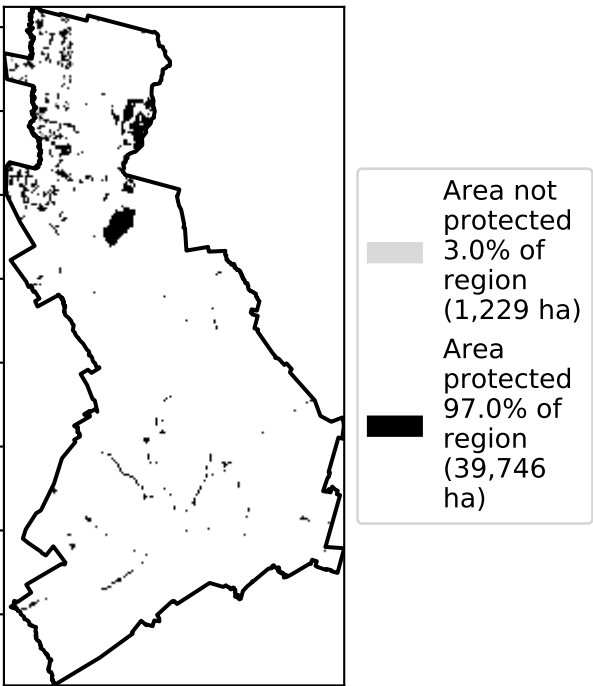 Area not
protected
3.0% of
region
(1,229 ha)
Area
protected
97.0% of
region
(39,746
ha)